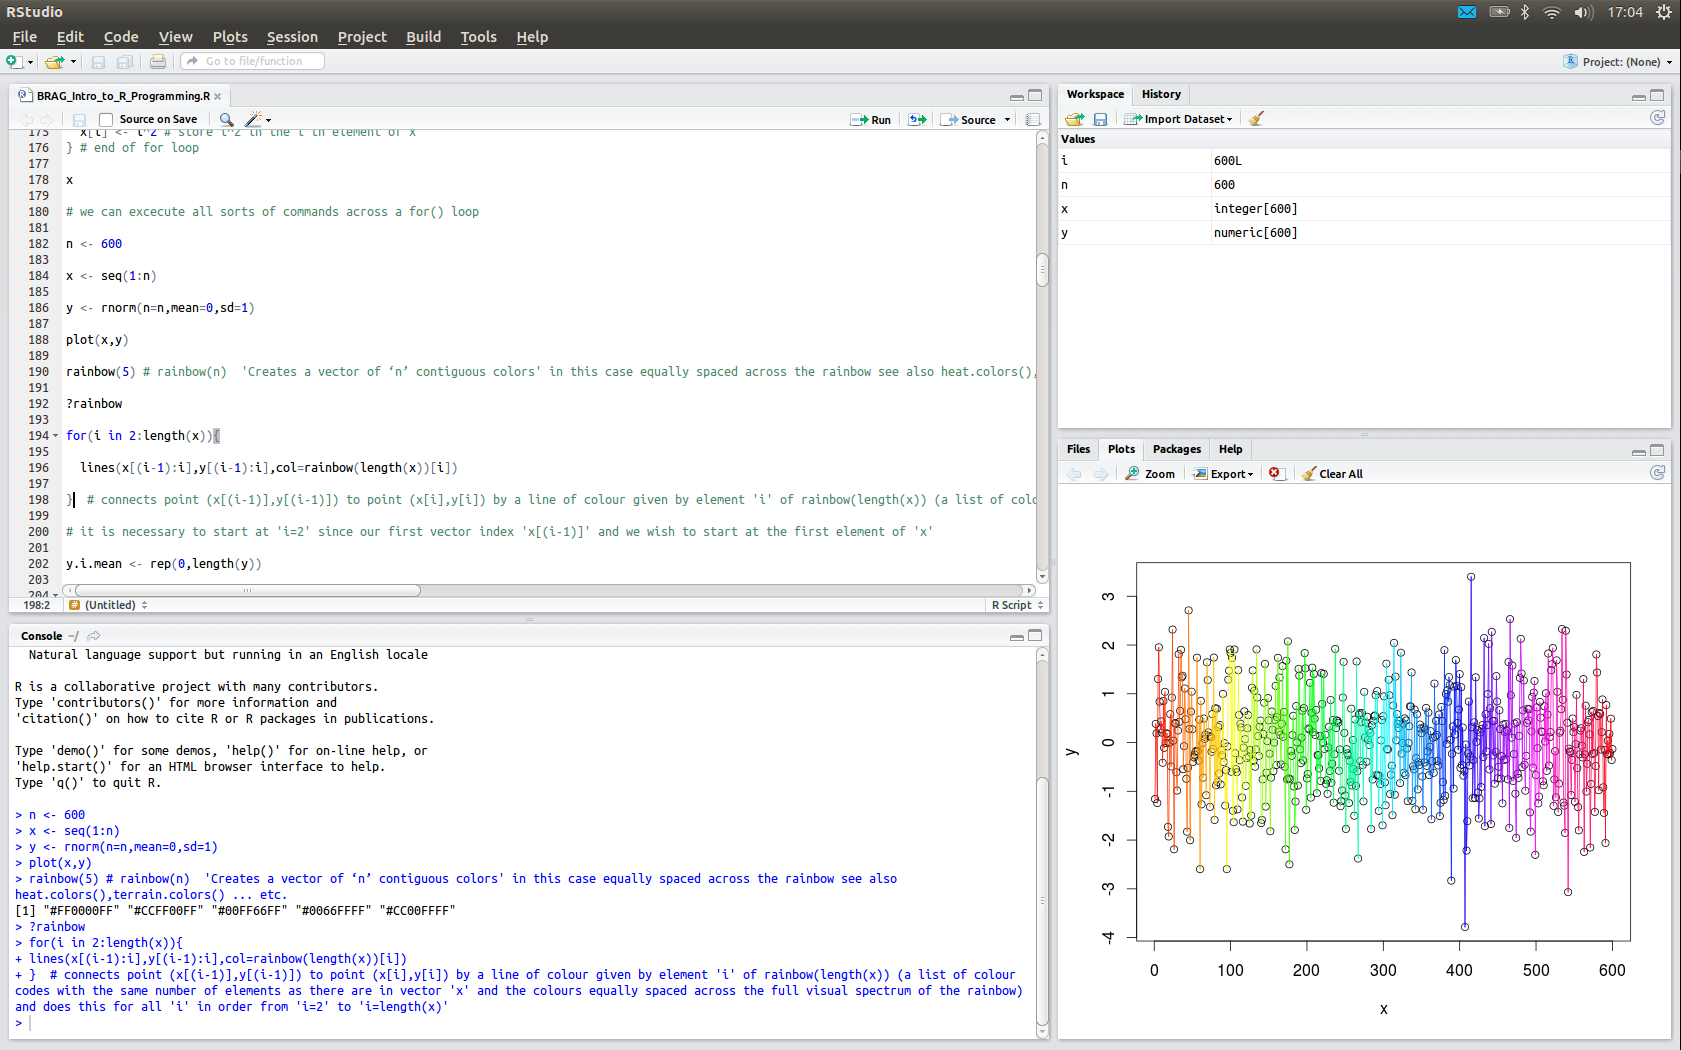 RStudio
17:04
File Edit Code View Plots Session Project Build Tools Help
Go to file/function
Project: (None)
BRAG_Intro_to_R_Programming.R
Source on Save
Run
Source
175 x[i] <- i^2 # store i^2 in the i'th element of x
176 } # end of for loop
177
178 x
179
180 # we can excecute all sorts of commands across a for() loop
181
182 n <- 600
183
184 x <- seq(1:n)
185
186 y <- rnorm(n=n,mean=0,sd=1)
187
188 plot(x,y)
189
190 rainbow(5) # rainbow(n)  'Creates a vector of ‘n’ contiguous colors' in this case equally spaced across the rainbow see also heat.colors(),
191
192 ?rainbow
193
194 for(i in 2:length(x)){
195
196 lines(x[(i-1):i],y[(i-1):i],col=rainbow(length(x))[i])
197
198 }  # connects point (x[(i-1)],y[(i-1)]) to point (x[i],y[i]) by a line of colour given by element 'i' of rainbow(length(x)) (a list of colo
199
200 # it is necessary to start at 'i=2' since our first vector index 'x[(i-1)]' and we wish to start at the first element of 'x'
201
202 y.i.mean <- rep(0,length(y))
203
204
198:2 (Untitled) R Script
Console ~/
Natural language support but running in an English locale
R is a collaborative project with many contributors.
Type 'contributors()' for more information and
'citation()' on how to cite R or R packages in publications.
Type 'demo()' for some demos, 'help()' for on-line help, or
'help.start()' for an HTML browser interface to help.
Type 'q()' to quit R.
> n <- 600
> x <- seq(1:n)
> y <- rnorm(n=n,mean=0,sd=1)
> plot(x,y)
> rainbow(5) # rainbow(n)  'Creates a vector of ‘n’ contiguous colors' in this case equally spaced across the rainbow see also
heat.colors(),terrain.colors() ... etc.
[1] "#FF0000FF" "#CCFF00FF" "#00FF66FF" "#0066FFFF" "#CC00FFFF"
> ?rainbow
> for(i in 2:length(x)){
+ lines(x[(i-1):i],y[(i-1):i],col=rainbow(length(x))[i])
+ }  # connects point (x[(i-1)],y[(i-1)]) to point (x[i],y[i]) by a line of colour given by element 'i' of rainbow(length(x)) (a list of colour
codes with the same number of elements as there are in vector 'x' and the colours equally spaced across the full visual spectrum of the rainbow)
and does this for all 'i' in order from 'i=2' to 'i=length(x)'
>
Workspace History
Import Dataset
Values
i 600L
n 600
x integer[600]
y numeric[600]
Files Plots Packages Help
Zoom Export Clear All
3
2
1
0
-1
-2
-3
-4
y
0 100 200 300 400 500 600
x